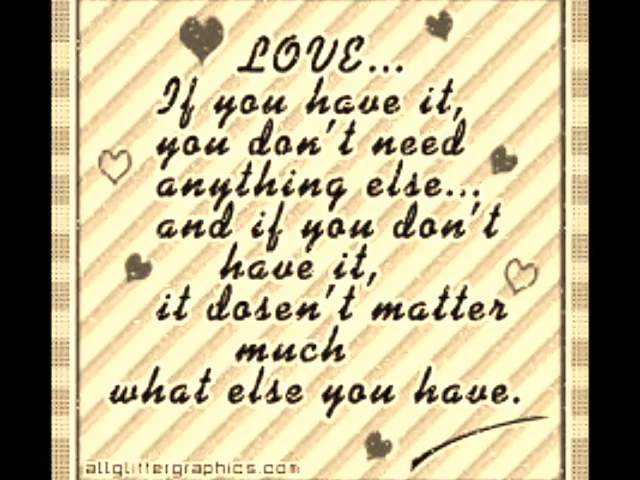 LOVE...
If you have it,
you don't need
anything else...
and if you don't
have it,
it dosen't matter
much
what else you have.
allglittergraphics.com